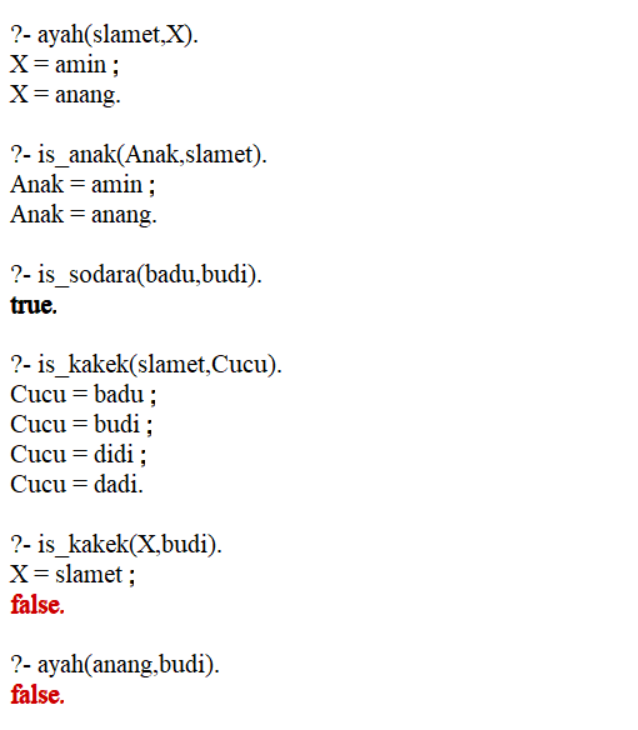 ?- ayah(slamet,X).
X = amin ;
X = anang.
?- is_anak(Anak,slamet).
Anak = amin ;
Anak = anang.
?- is_sodara(badu,budi).
true.
?- is_kakek(slamet,Cucu).
Cucu = badu ;
Cucu = budi ;
Cucu = didi ;
Cucu = dadi.
?- is_kakek(X,budi).
X = slamet ;
false.
?- ayah(anang,budi).
false.